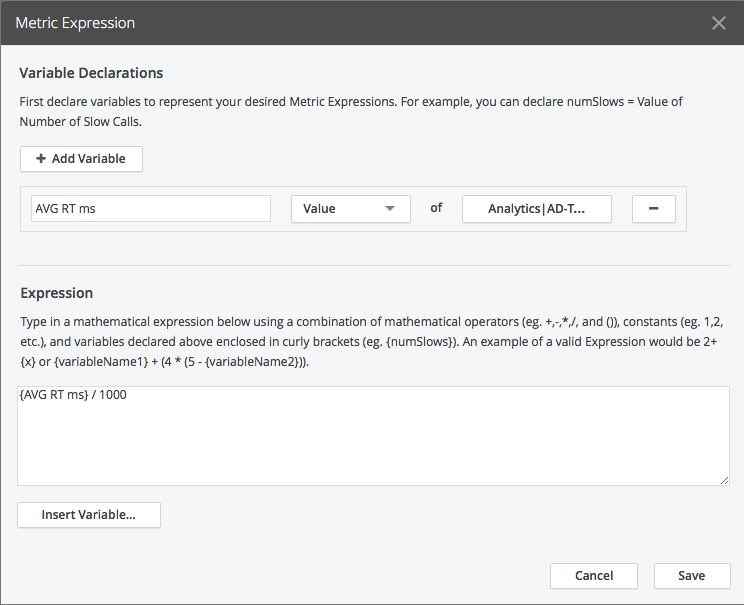 Metric Expression
Variable Declarations
First declare variables to represent your desired Metric Expressions. For example, you can declare numSlows = Value of
Number of Slow Calls.
+ Add Variable
AVG RT ms Value of Analytics|AD-T... −
Expression
Type in a mathematical expression below using a combination of mathematical operators (eg. +,-,*,/, and ()), constants (eg. 1,2,
etc.), and variables declared above enclosed in curly brackets (eg. {numSlows}). An example of a valid Expression would be 2+
{x} or {variableName1} + (4 * (5 - {variableName2})).
{AVG RT ms} / 1000
Insert Variable...
Cancel Save